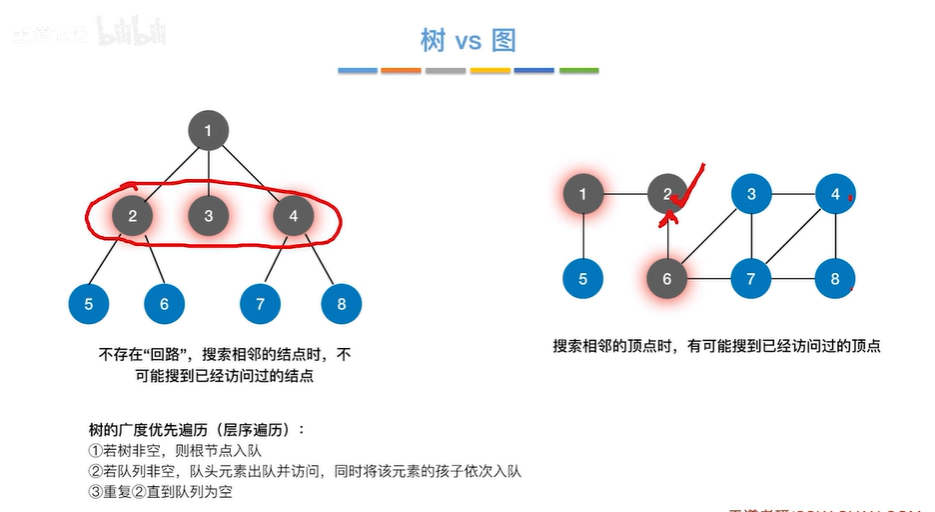 bilibili
树 vs 图
1
2
3
4
5
6
7
8
1
2
3
4
5
6
7
8
不存在“回路”，搜索相邻的结点时，不
可能搜到已经访问过的结点
搜索相邻的顶点时，有可能搜到已经访问过的顶点
树的广度优先遍历（层序遍历）：
①若树非空，则根节点入队
②若队列非空，队头元素出队并访问，同时将该元素的孩子依次入队
③重复②直到队列为空